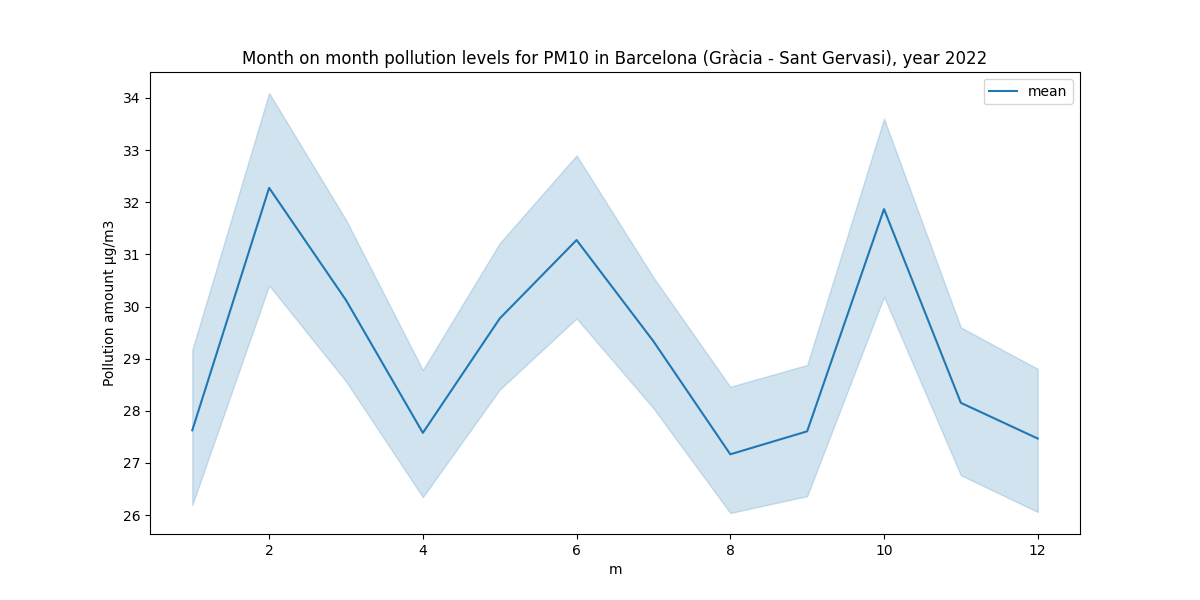 Month on month pollution levels for PM10 in Barcelona (Gràcia - Sant Gervasi), year 2022
mean
Pollution amount µg/m3
34
33
32
31
30
29
28
27
26
2 4 6 8 10 12
m